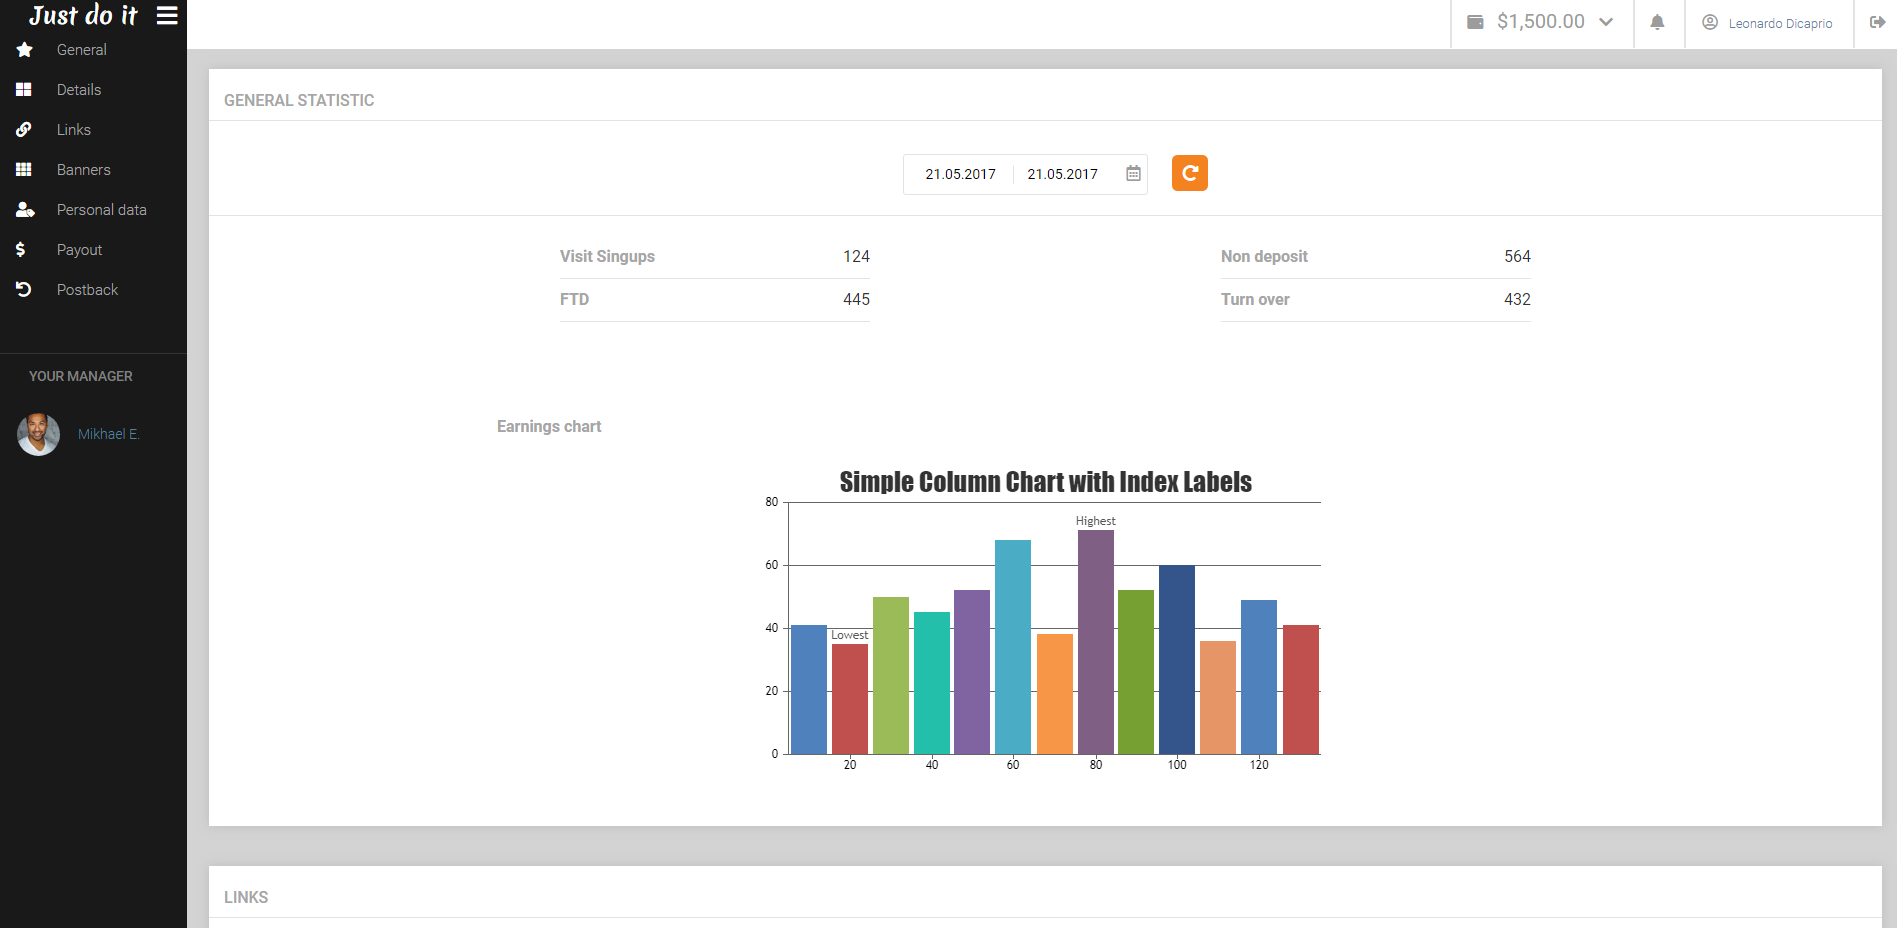 Just do it
$1,500.00
Leonardo Dicaprio
General
Details
Links
Banners
Personal data
Payout
Postback
YOUR MANAGER
Mikhael E.
GENERAL STATISTIC
21.05.2017 21.05.2017
Visit Singups 124
Non deposit 564
FTD 445
Turn over 432
Earnings chart
Simple Column Chart with Index Labels
80
Highest
60
40
Lowest
20
0
20 40 60 80 100 120
LINKS